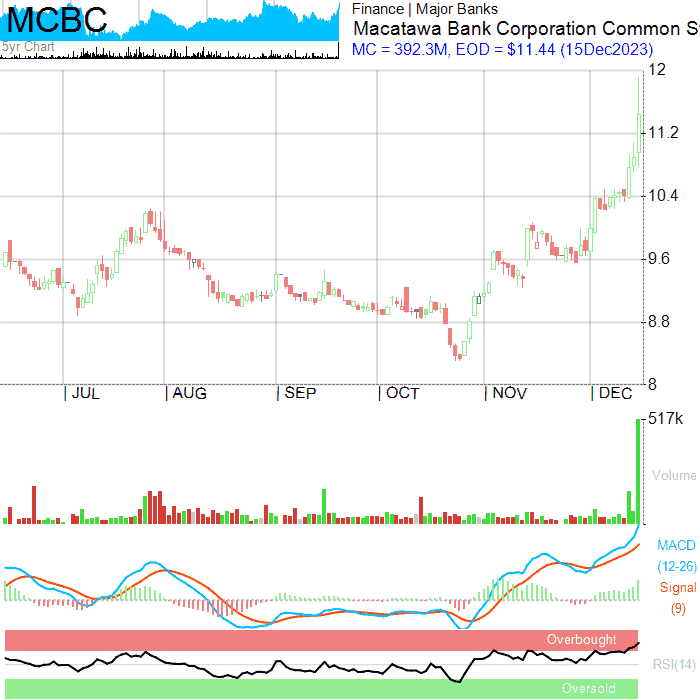 MCBC
5yr Chart
Finance | Major Banks
Macatawa Bank Corporation Common
MC = 392.3M, EOD = $11.44 (15Dec2023)
12
11.2
10.4
9.6
8.8
8
JUL AUG SEP OCT NOV DEC
517k
Volume
MACD
(12-26)
Signal
(9)
Overbought
RSI(14)
Oversold